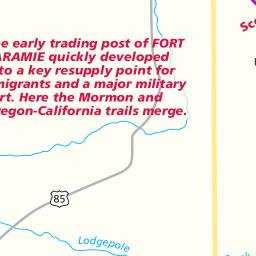 e early trading post of FORT
ARAMIE quickly developed
to a key resupply point for
migrants and a major military
rt. Here the Mormon and
regon-California trails merge.
Sc
85
Lodgepole